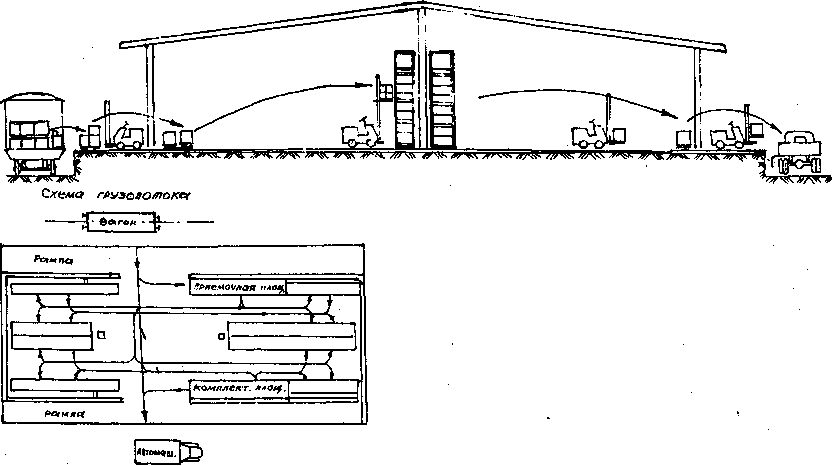 Схема грузопотока
Вагон
Рампа
Приемочная площ.
Комплект. площ.
Рампа
Автомаш.